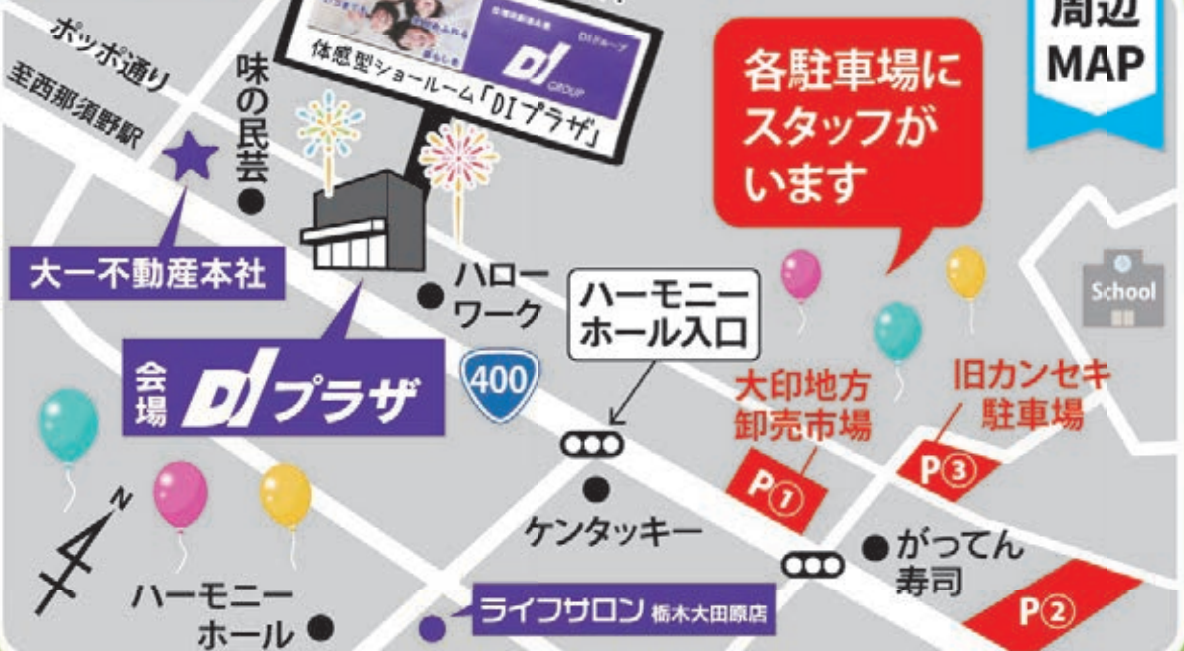 周辺
MAP
DIグループ
DI
GROUP
体感型ショールーム「DIプラザ」
ポッポ通り
至西那須野駅
味の民芸
各駐車場に
スタッフが
います
School
大一不動産本社
ハロー
ワーク
ハーモニー
ホール入口
会場
DIプラザ
400
大印地方
卸売市場
旧カンセキ
駐車場
P①
P③
ケンタッキー
がってん
寿司
P②
N
ハーモニー
ホール
ライフサロン 栃木大田原店